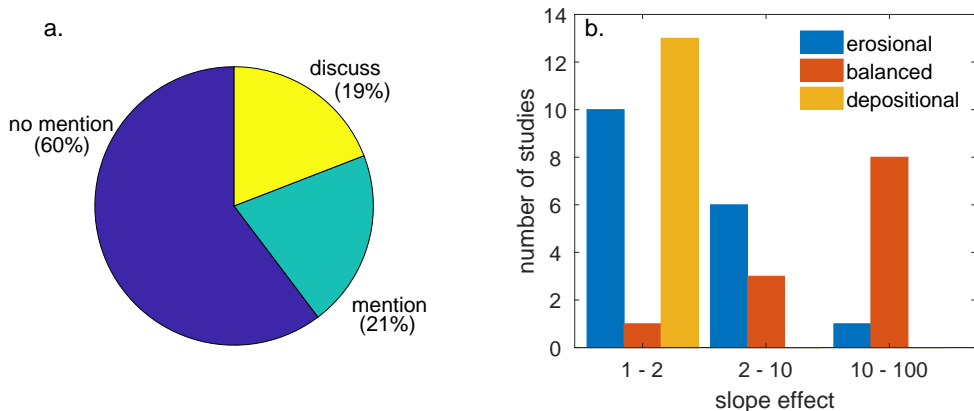 a.
discuss
(19%)
no mention
(60%)
mention
(21%)
b.
14
12
10
8
6
4
2
0
number of studies
erosional
balanced
depositional
1 - 2
2 - 10
10 - 100
slope effect